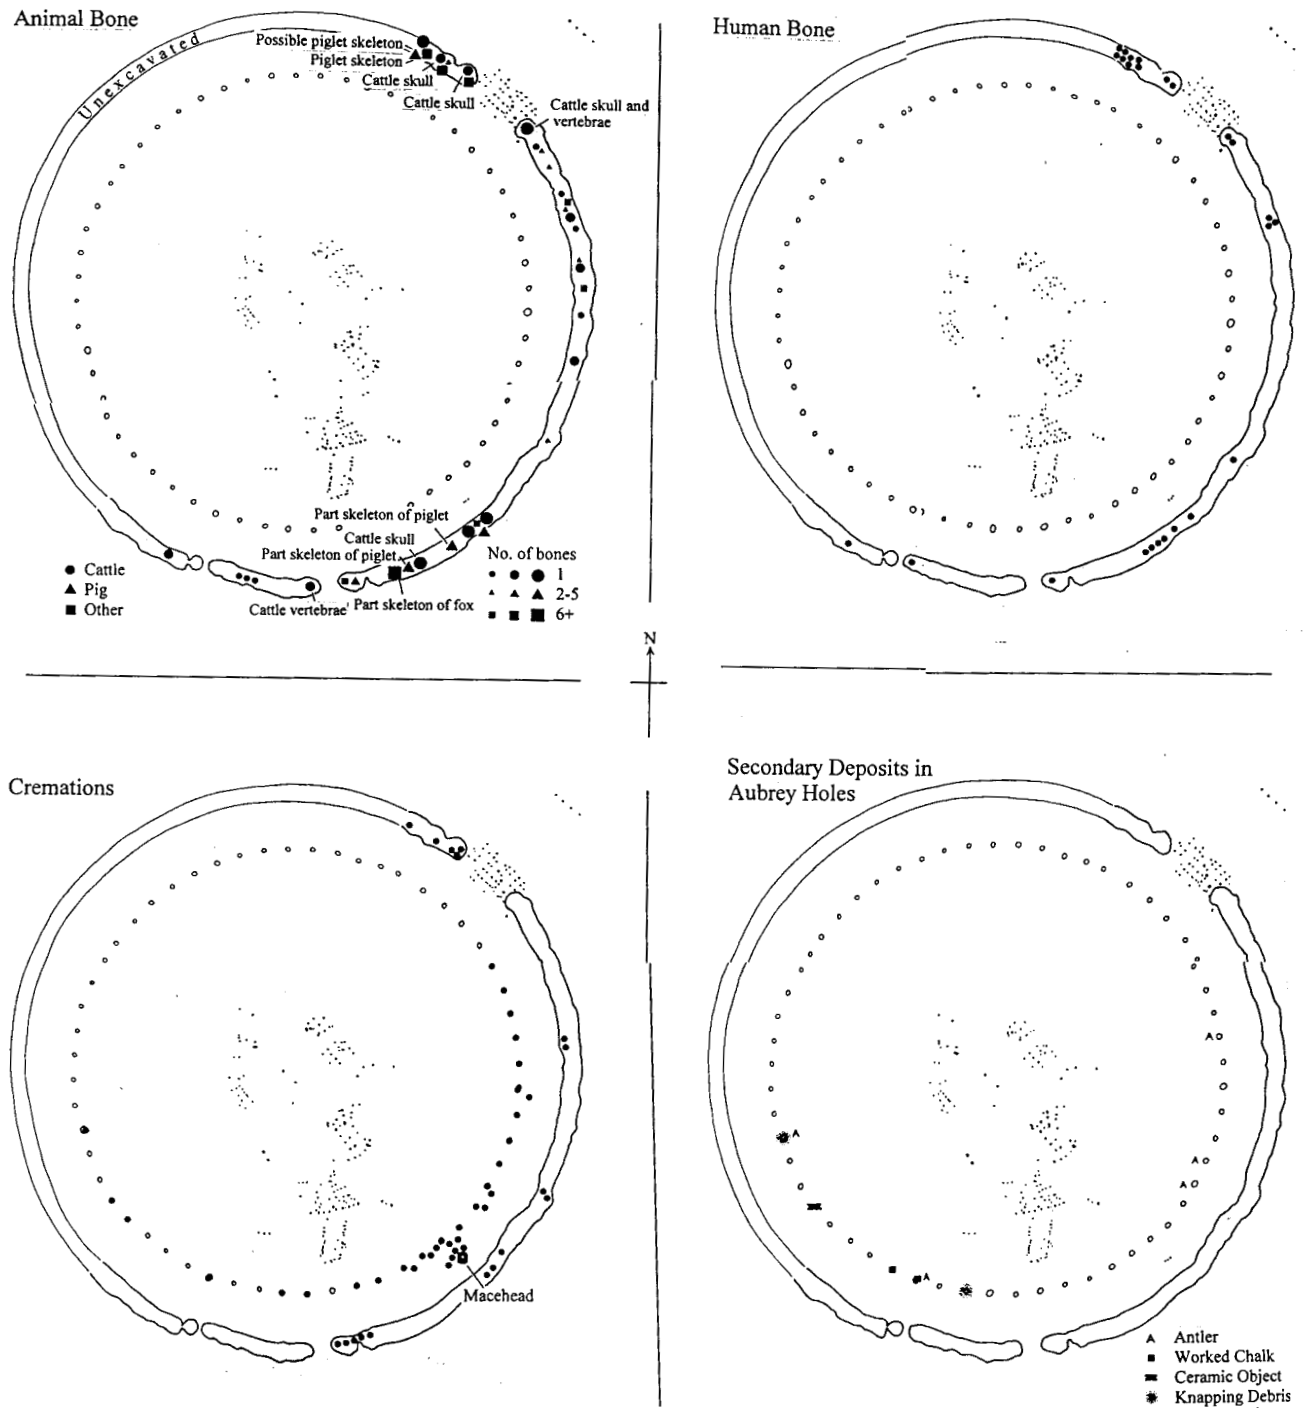 Animal Bone
Unexcavated
Possible piglet skeleton
Piglet skeleton
Cattle skull
Cattle skull
Cattle skull and
vertebrae
Part skeleton of piglet
Cattle skull
Part skeleton of piglet
Cattle vertebrae
Part skeleton of fox
Cattle
Pig
Other
No. of bones
1
2-5
6+
Human Bone
N
Cremations
Macehead
Secondary Deposits in
Aubrey Holes
A
A
A
A
A
A Antler
Worked Chalk
Ceramic Object
Knapping Debris